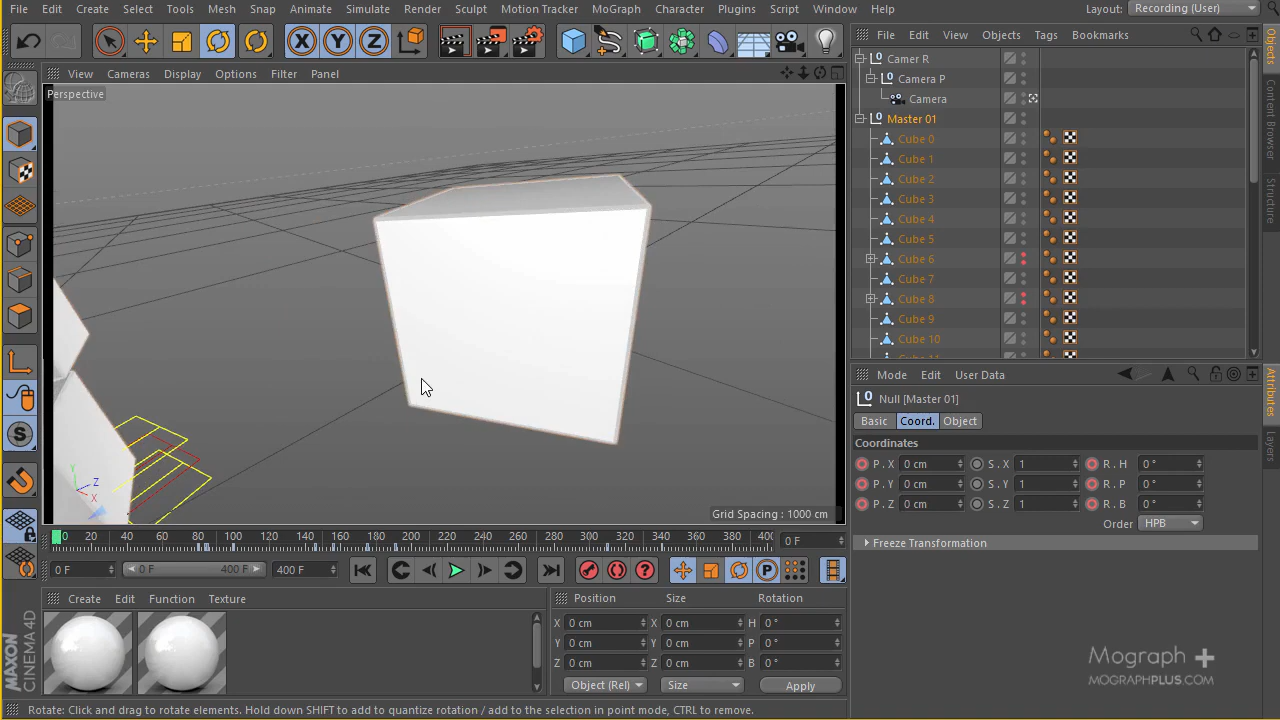 File Edit Create Select Tools Mesh Snap Animate Simulate Render Sculpt Motion Tracker MoGraph Character Plugins Script Window Help Layout: Recording (User)
X Y Z
File Edit View Objects Tags Bookmarks
View Cameras Display Options Filter Panel
Perspective
Camer R
Camera P
Camera
Master 01
Cube 0
Cube 1
Cube 2
Cube 3
Cube 4
Cube 5
Cube 6
Cube 7
Cube 8
Cube 9
Cube 10
Objects
Content Browser
Structure
Y Z X
Grid Spacing : 1000 cm
Mode Edit User Data
Null [Master 01]
Basic Coord. Object
Coordinates
P . X 0 cm S . X 1 R . H 0 °
P . Y 0 cm S . Y 1 R . P 0 °
P . Z 0 cm S . Z 1 R . B 0 °
Order HPB
Freeze Transformation
Attributes
Layers
0 20 40 60 80 100 120 140 160 180 200 220 240 260 280 300 320 340 360 380 40 0 F
0 F 0 F 400 F 400 F
Create Edit Function Texture
Position Size Rotation
X 0 cm X 0 cm H 0 °
Y 0 cm Y 0 cm P 0 °
Z 0 cm Z 0 cm B 0 °
Object (Rel) Size Apply
MAXON
CINEMA 4D
Mograph +
MOGRAPHPLUS.COM
Rotate: Click and drag to rotate elements. Hold down SHIFT to add to quantize rotation / add to the selection in point mode, CTRL to remove.